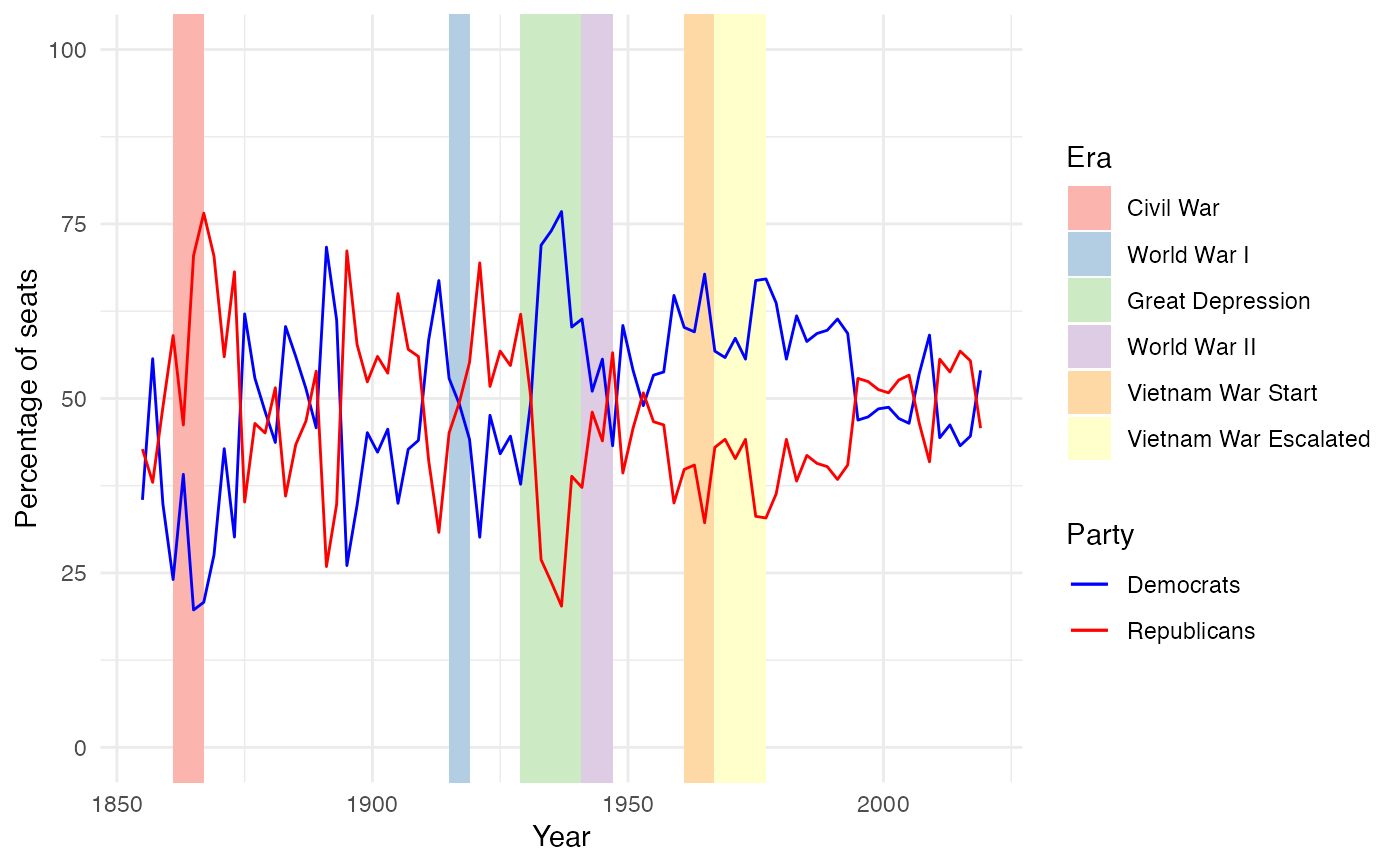 100
75
50
25
0
Percentage of seats
1850
1900
1950
2000
Year
Era
Civil War
World War I
Great Depression
World War II
Vietnam War Start
Vietnam War Escalated
Party
Democrats
Republicans